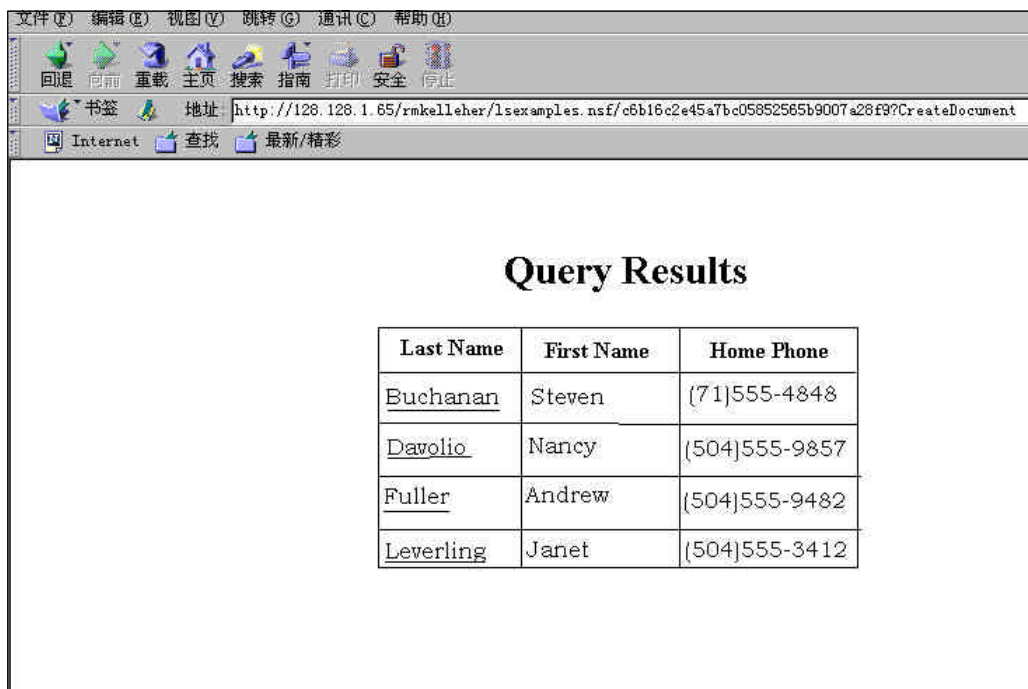 文件(F) 编辑(E) 视图(V) 跳转(G) 通讯(C) 帮助(H)
回退 向前 重载 主页 搜索 指南 打印 安全 停止
书签 地址: http://128.128.1.65/rmkelleher/lsexamples.nsf/c6b16c2e45a7bc05852565b9007a28f9?CreateDocument
Internet 查找 最新/精彩
Query Results
Last Name First Name Home Phone
Buchanan Steven (71)555-4848
Davolio Nancy (504)555-9857
Fuller Andrew (504)555-9482
Leverling Janet (504)555-3412